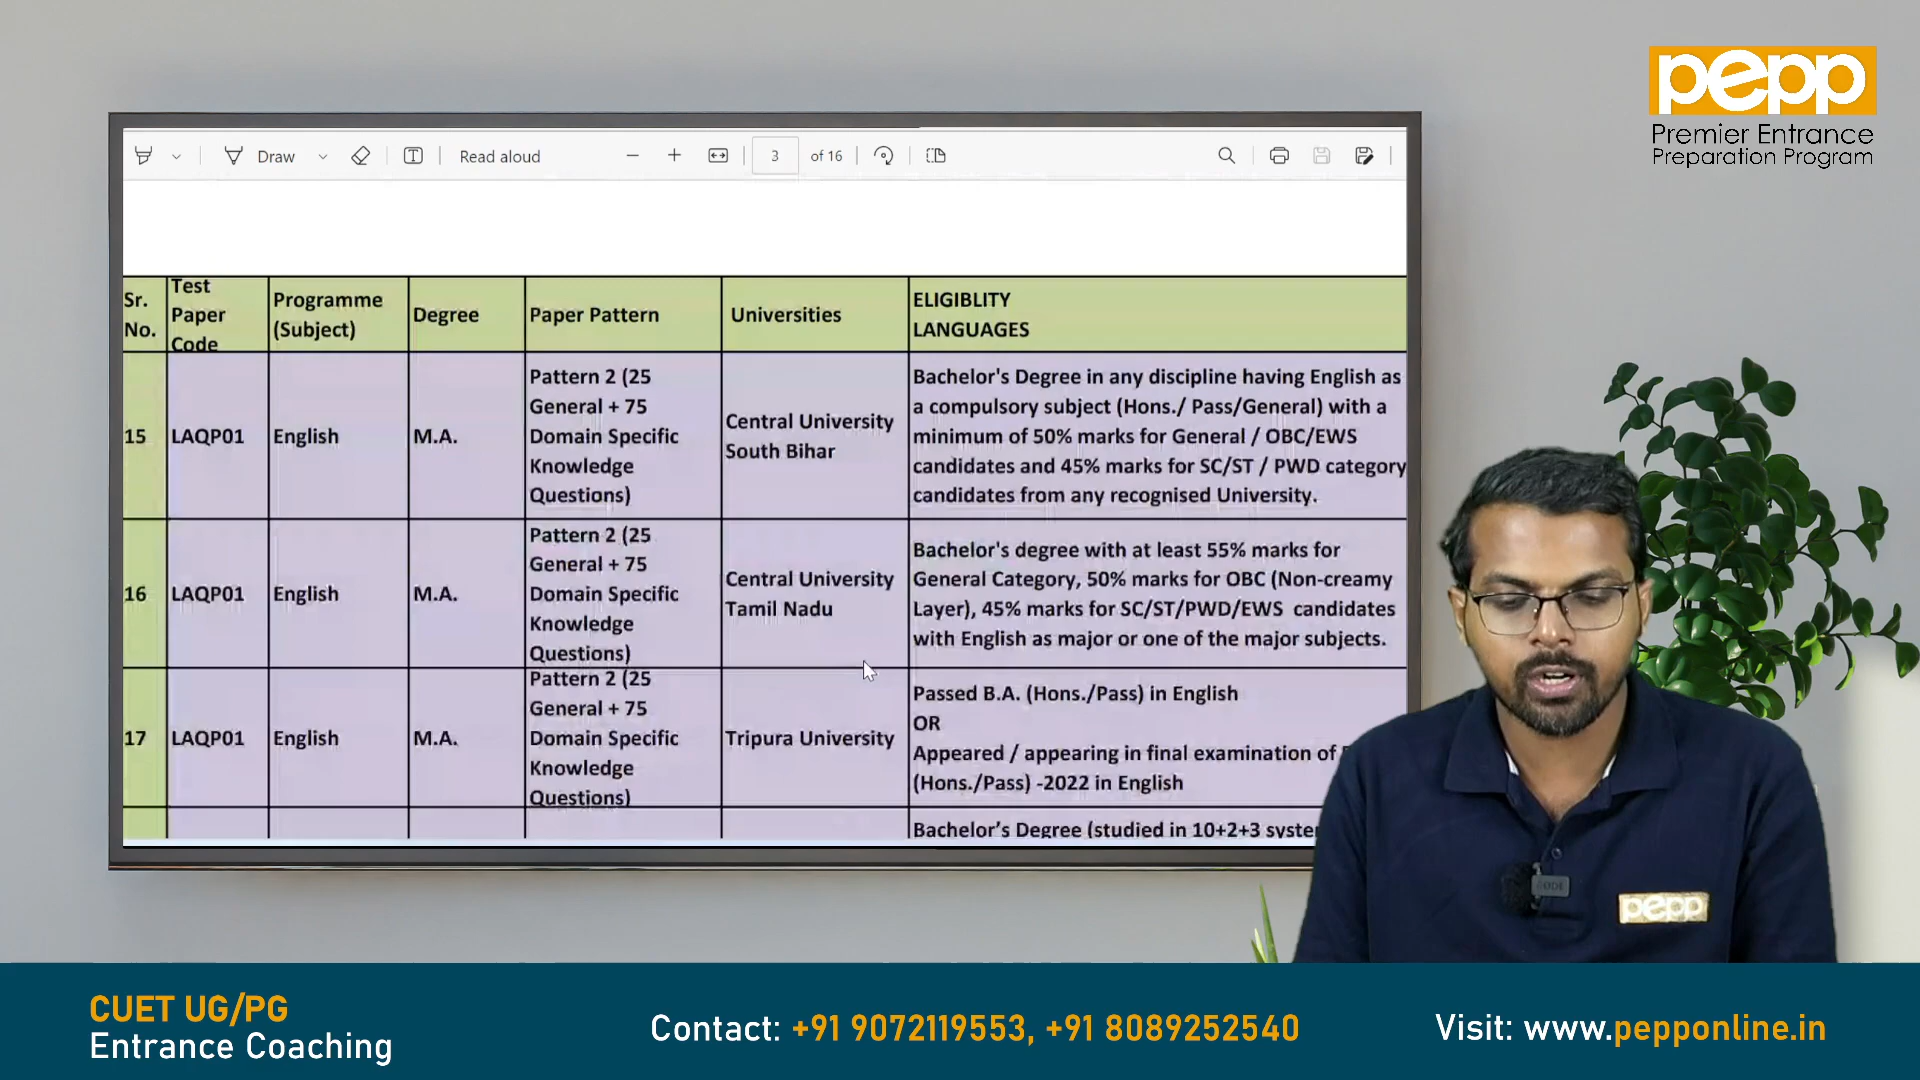 pepp
Premier Entrance
Preparation Program
Draw
Read aloud
3
of 16
Sr.
No.
Test
Paper
Code
Programme
(Subject)
Degree
Paper Pattern
Universities
ELIGIBLITY
LANGUAGES
15
LAQP01
English
M.A.
Pattern 2 (25
General + 75
Domain Specific
Knowledge
Questions)
Central University
South Bihar
Bachelor's Degree in any discipline having English as
a compulsory subject (Hons./ Pass/General) with a
minimum of 50% marks for General / OBC/EWS
candidates and 45% marks for SC/ST / PWD category
candidates from any recognised University.
16
LAQP01
English
M.A.
Pattern 2 (25
General + 75
Domain Specific
Knowledge
Questions)
Central University
Tamil Nadu
Bachelor's degree with at least 55% marks for
General Category, 50% marks for OBC (Non-creamy
Layer), 45% marks for SC/ST/PWD/EWS candidates
with English as major or one of the major subjects.
17
LAQP01
English
M.A.
Pattern 2 (25
General + 75
Domain Specific
Knowledge
Questions)
Tripura University
Passed B.A. (Hons./Pass) in English
OR
Appeared / appearing in final examination of
(Hons./Pass) -2022 in English
Bachelor's Degree (studied in 10+2+3
pepp
CUET UG/PG
Entrance Coaching
Contact: +91 9072119553, +91 8089252540
Visit: www.pepponline.in